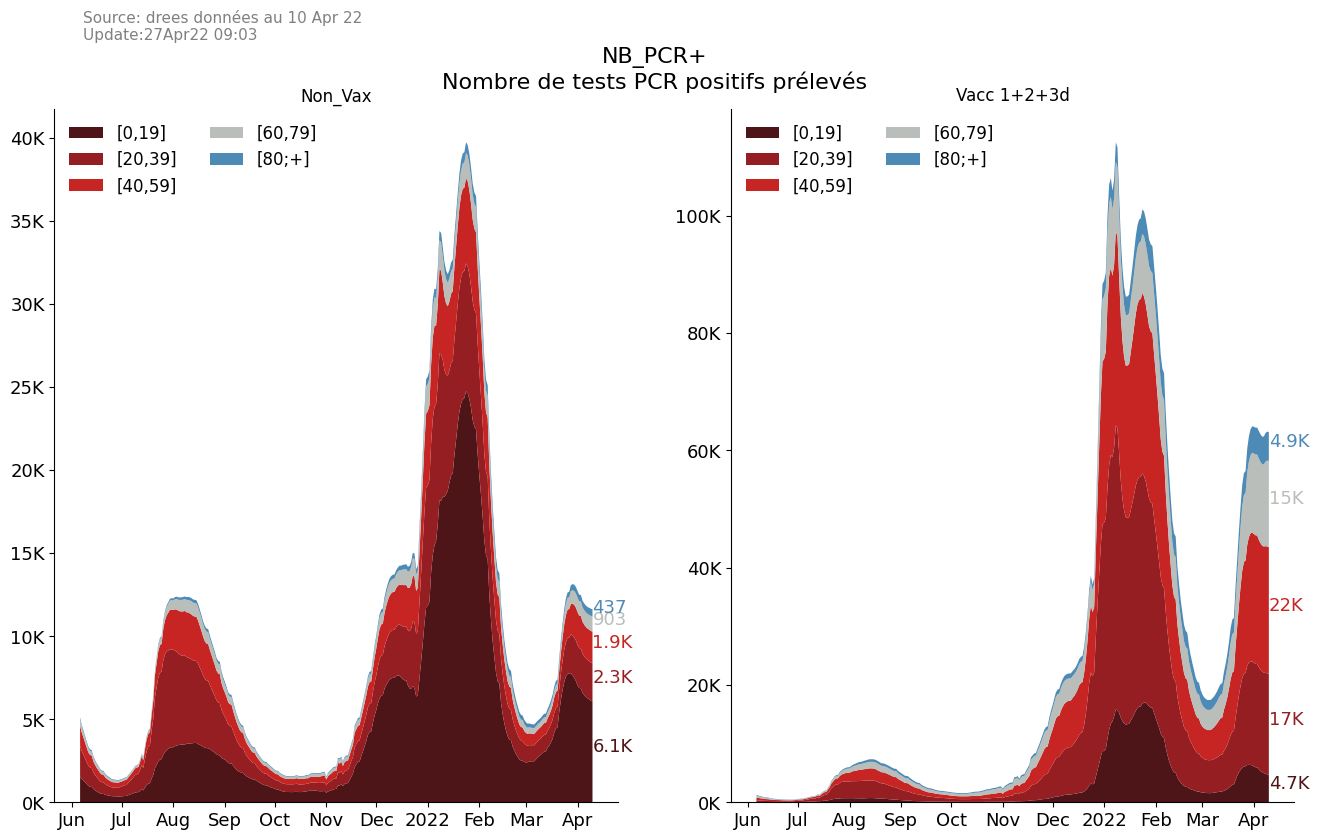 Source: drees données au 10 Apr 22
Update:27Apr22 09:03
NB_PCR+
Nombre de tests PCR positifs prélevés
Non_Vax
[0,19]
[20,39]
[40,59]
[60,79]
[80;+]
40K
35K
30K
25K
20K
15K
10K
5K
0K
437
903
1.9K
2.3K
6.1K
Jun Jul Aug Sep Oct Nov Dec 2022 Feb Mar Apr
Vacc 1+2+3d
[0,19]
[20,39]
[40,59]
[60,79]
[80;+]
100K
80K
60K
40K
20K
0K
4.9K
15K
22K
17K
4.7K
Jun Jul Aug Sep Oct Nov Dec 2022 Feb Mar Apr